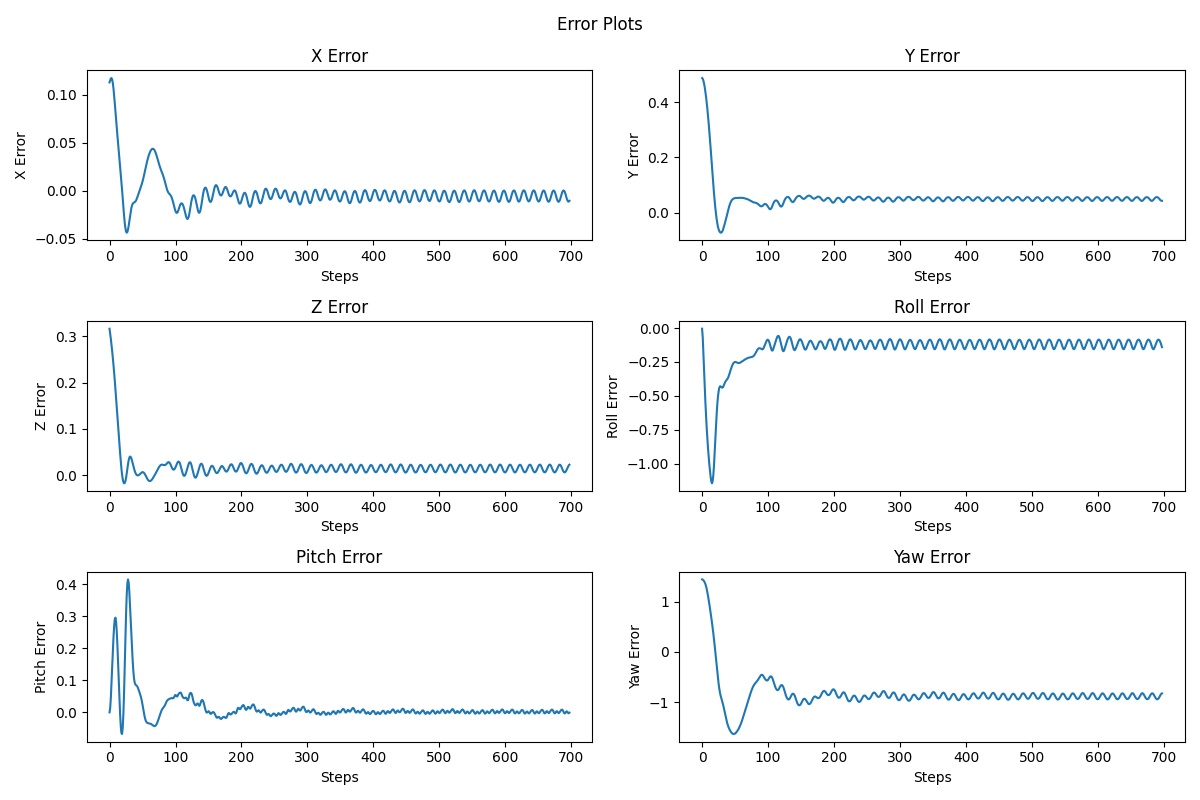 Error Plots
X Error
Y Error
X Error
0.10
0.05
0.00
−0.05
0 100 200 300 400 500 600 700
Steps
Y Error
0.4
0.2
0.0
0 100 200 300 400 500 600 700
Steps
Z Error
Roll Error
Z Error
0.3
0.2
0.1
0.0
0 100 200 300 400 500 600 700
Steps
Roll Error
0.00
−0.25
−0.50
−0.75
−1.00
0 100 200 300 400 500 600 700
Steps
Pitch Error
Yaw Error
Pitch Error
0.4
0.3
0.2
0.1
0.0
0 100 200 300 400 500 600 700
Steps
Yaw Error
1
0
−1
0 100 200 300 400 500 600 700
Steps